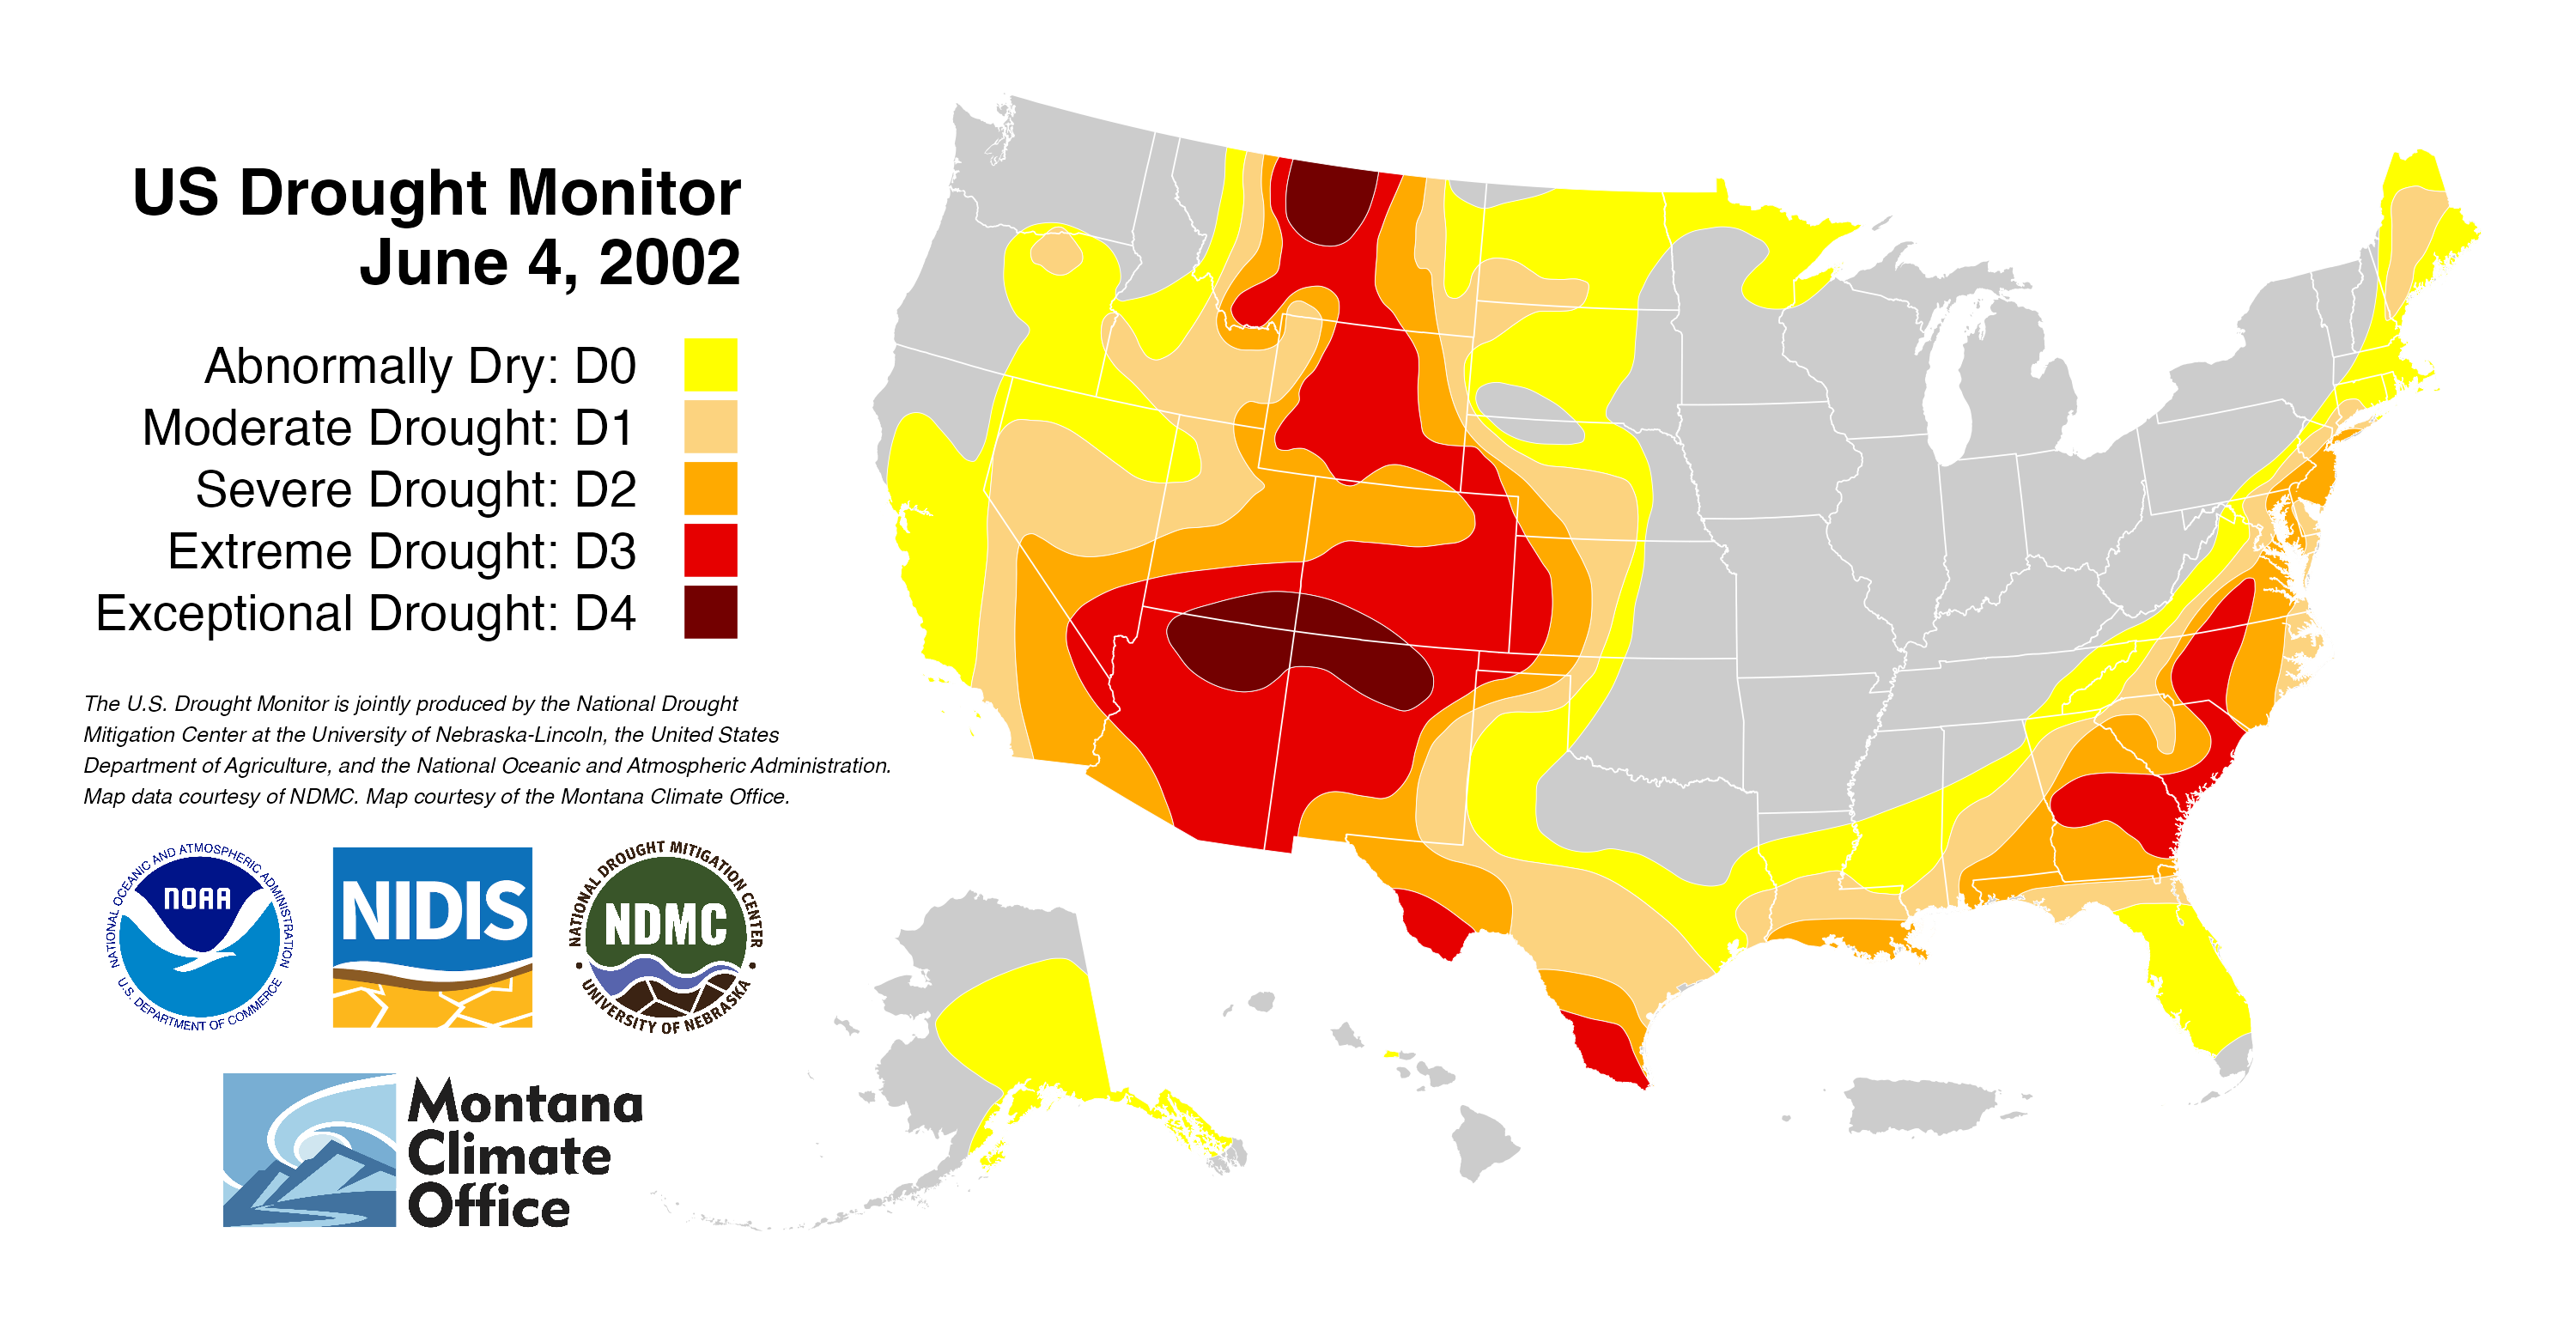 US Drought Monitor
June 4, 2002
Abnormally Dry: D0
Moderate Drought: D1
Severe Drought: D2
Extreme Drought: D3
Exceptional Drought: D4
The U.S. Drought Monitor is jointly produced by the National Drought
Mitigation Center at the University of Nebraska-Lincoln, the United States
Department of Agriculture, and the National Oceanic and Atmospheric Administration.
Map data courtesy of NDMC. Map courtesy of the Montana Climate Office.
NATIONAL OCEANIC AND ATMOSPHERIC ADMINISTRATION
NOAA
U.S. DEPARTMENT OF COMMERCE
NIDIS
NATIONAL DROUGHT MITIGATION CENTER
NDMC
UNIVERSITY OF NEBRASKA
Montana
Climate
Office